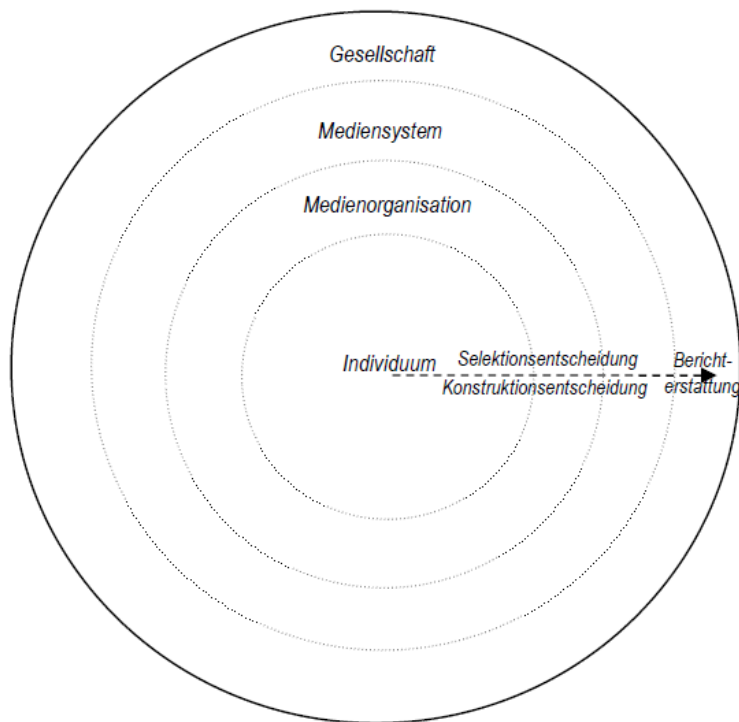 Gesellschaft
Mediensystem
Medienorganisation
Individuum
Selektionsentscheidung
Konstruktionsentscheidung
Bericht-
erstattung